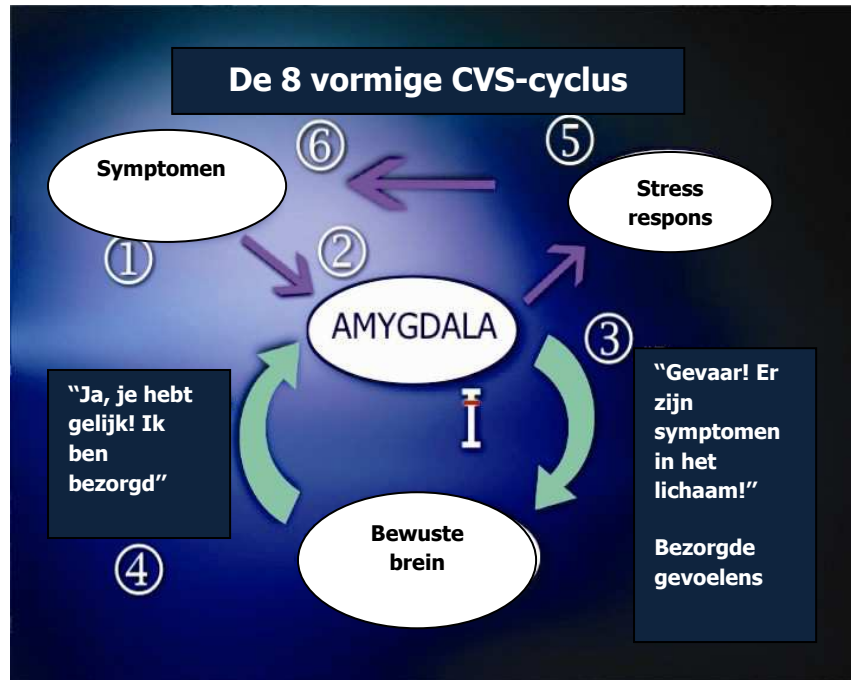 De 8 vormige CVS-cyclus
⑥
⑤
Symptomen
Stress
respons
①
②
AMYGDALA
③
"Ja, je hebt
gelijk! Ik
ben
bezorgd"
"Gevaar! Er
zijn
symptomen
in het
lichaam!"
Bezorgde
gevoelens
Bewuste
brein
④